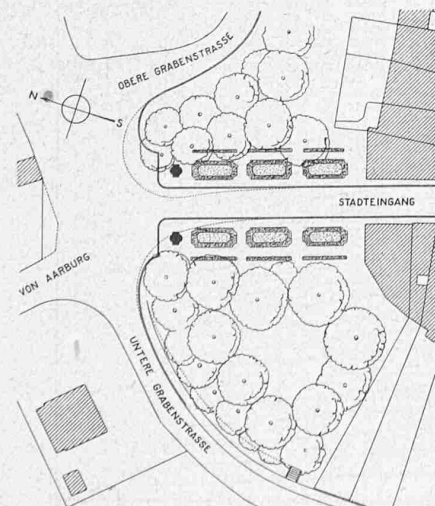 OBERE GRABENSTRASSE
N
S
STADTEINGANG
VON AARBURG
UNTERE GRABENSTRASSE